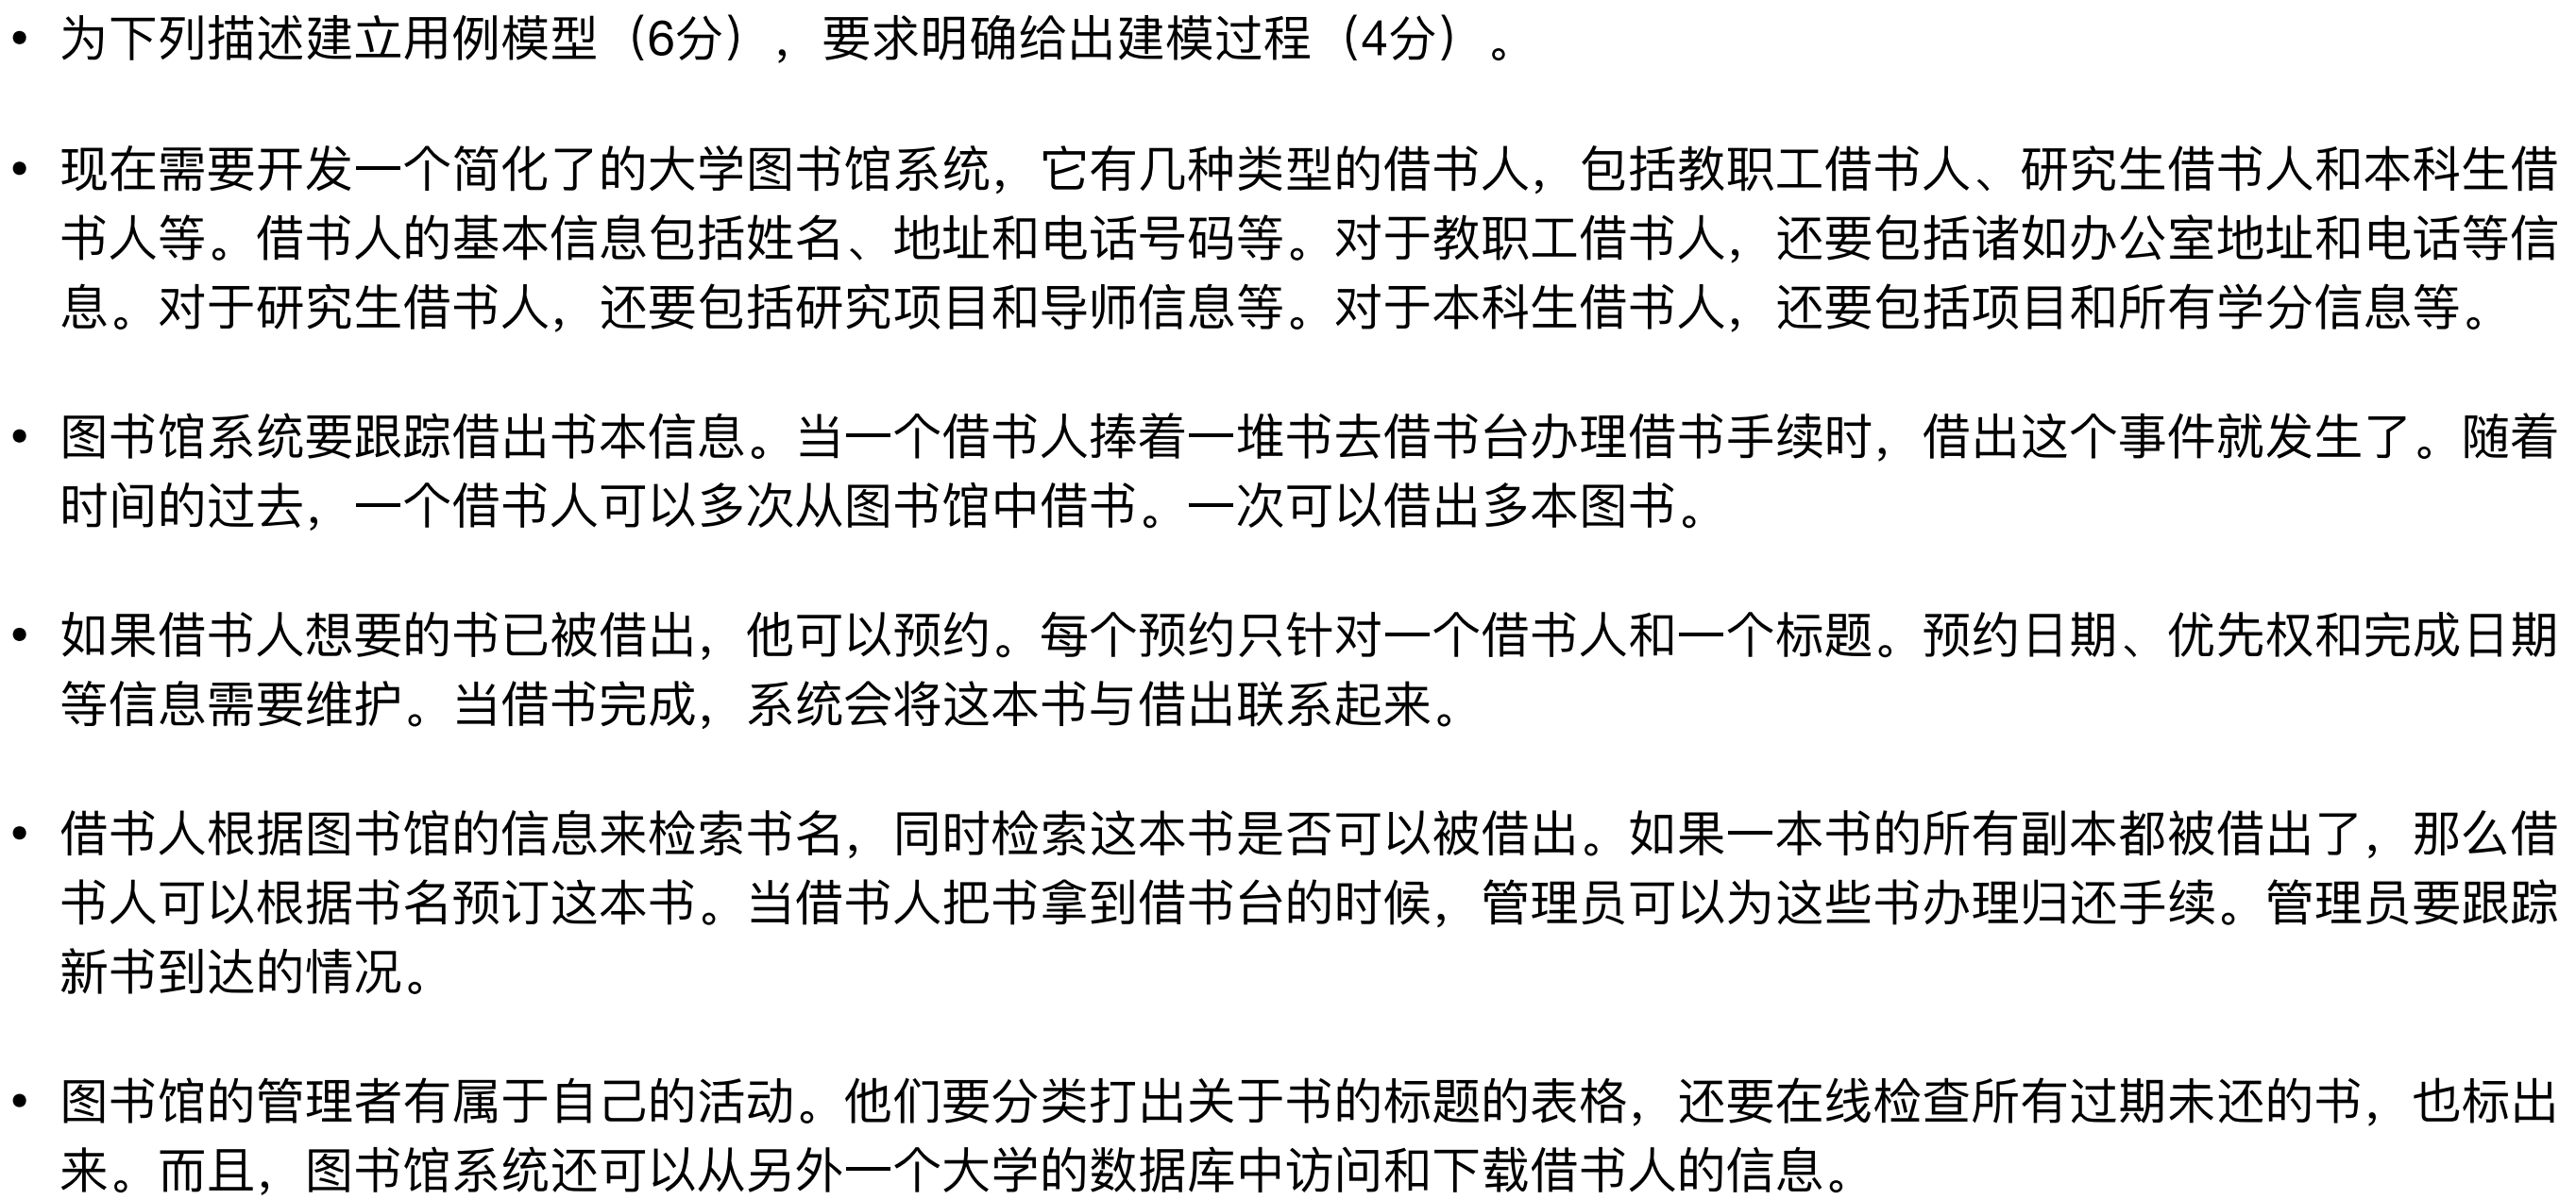 • 为下列描述建立用例模型（6分），要求明确给出建模过程（4分）。
• 现在需要开发一个简化了的大学图书馆系统，它有几种类型的借书人，包括教职工借书人、研究生借书人和本科生借
书人等。借书人的基本信息包括姓名、地址和电话号码等。对于教职工借书人，还要包括诸如办公室地址和电话等信
息。对于研究生借书人，还要包括研究项目和导师信息等。对于本科生借书人，还要包括项目和所有学分信息等。
• 图书馆系统要跟踪借出书本信息。当一个借书人捧着一堆书去借书台办理借书手续时，借出这个事件就发生了。随着
时间的过去，一个借书人可以多次从图书馆中借书。一次可以借出多本图书。
• 如果借书人想要的书已被借出，他可以预约。每个预约只针对一个借书人和一个标题。预约日期、优先权和完成日期
等信息需要维护。当借书完成，系统会将这本书与借出联系起来。
• 借书人根据图书馆的信息来检索书名，同时检索这本书是否可以被借出。如果一本书的所有副本都被借出了，那么借
书人可以根据书名预订这本书。当借书人把书拿到借书台的时候，管理员可以为这些书办理归还手续。管理员要跟踪
新书到达的情况。
• 图书馆的管理者有属于自己的活动。他们要分类打出关于书的标题的表格，还要在线检查所有过期未还的书，也标出
来。而且，图书馆系统还可以从另外一个大学的数据库中访问和下载借书人的信息。